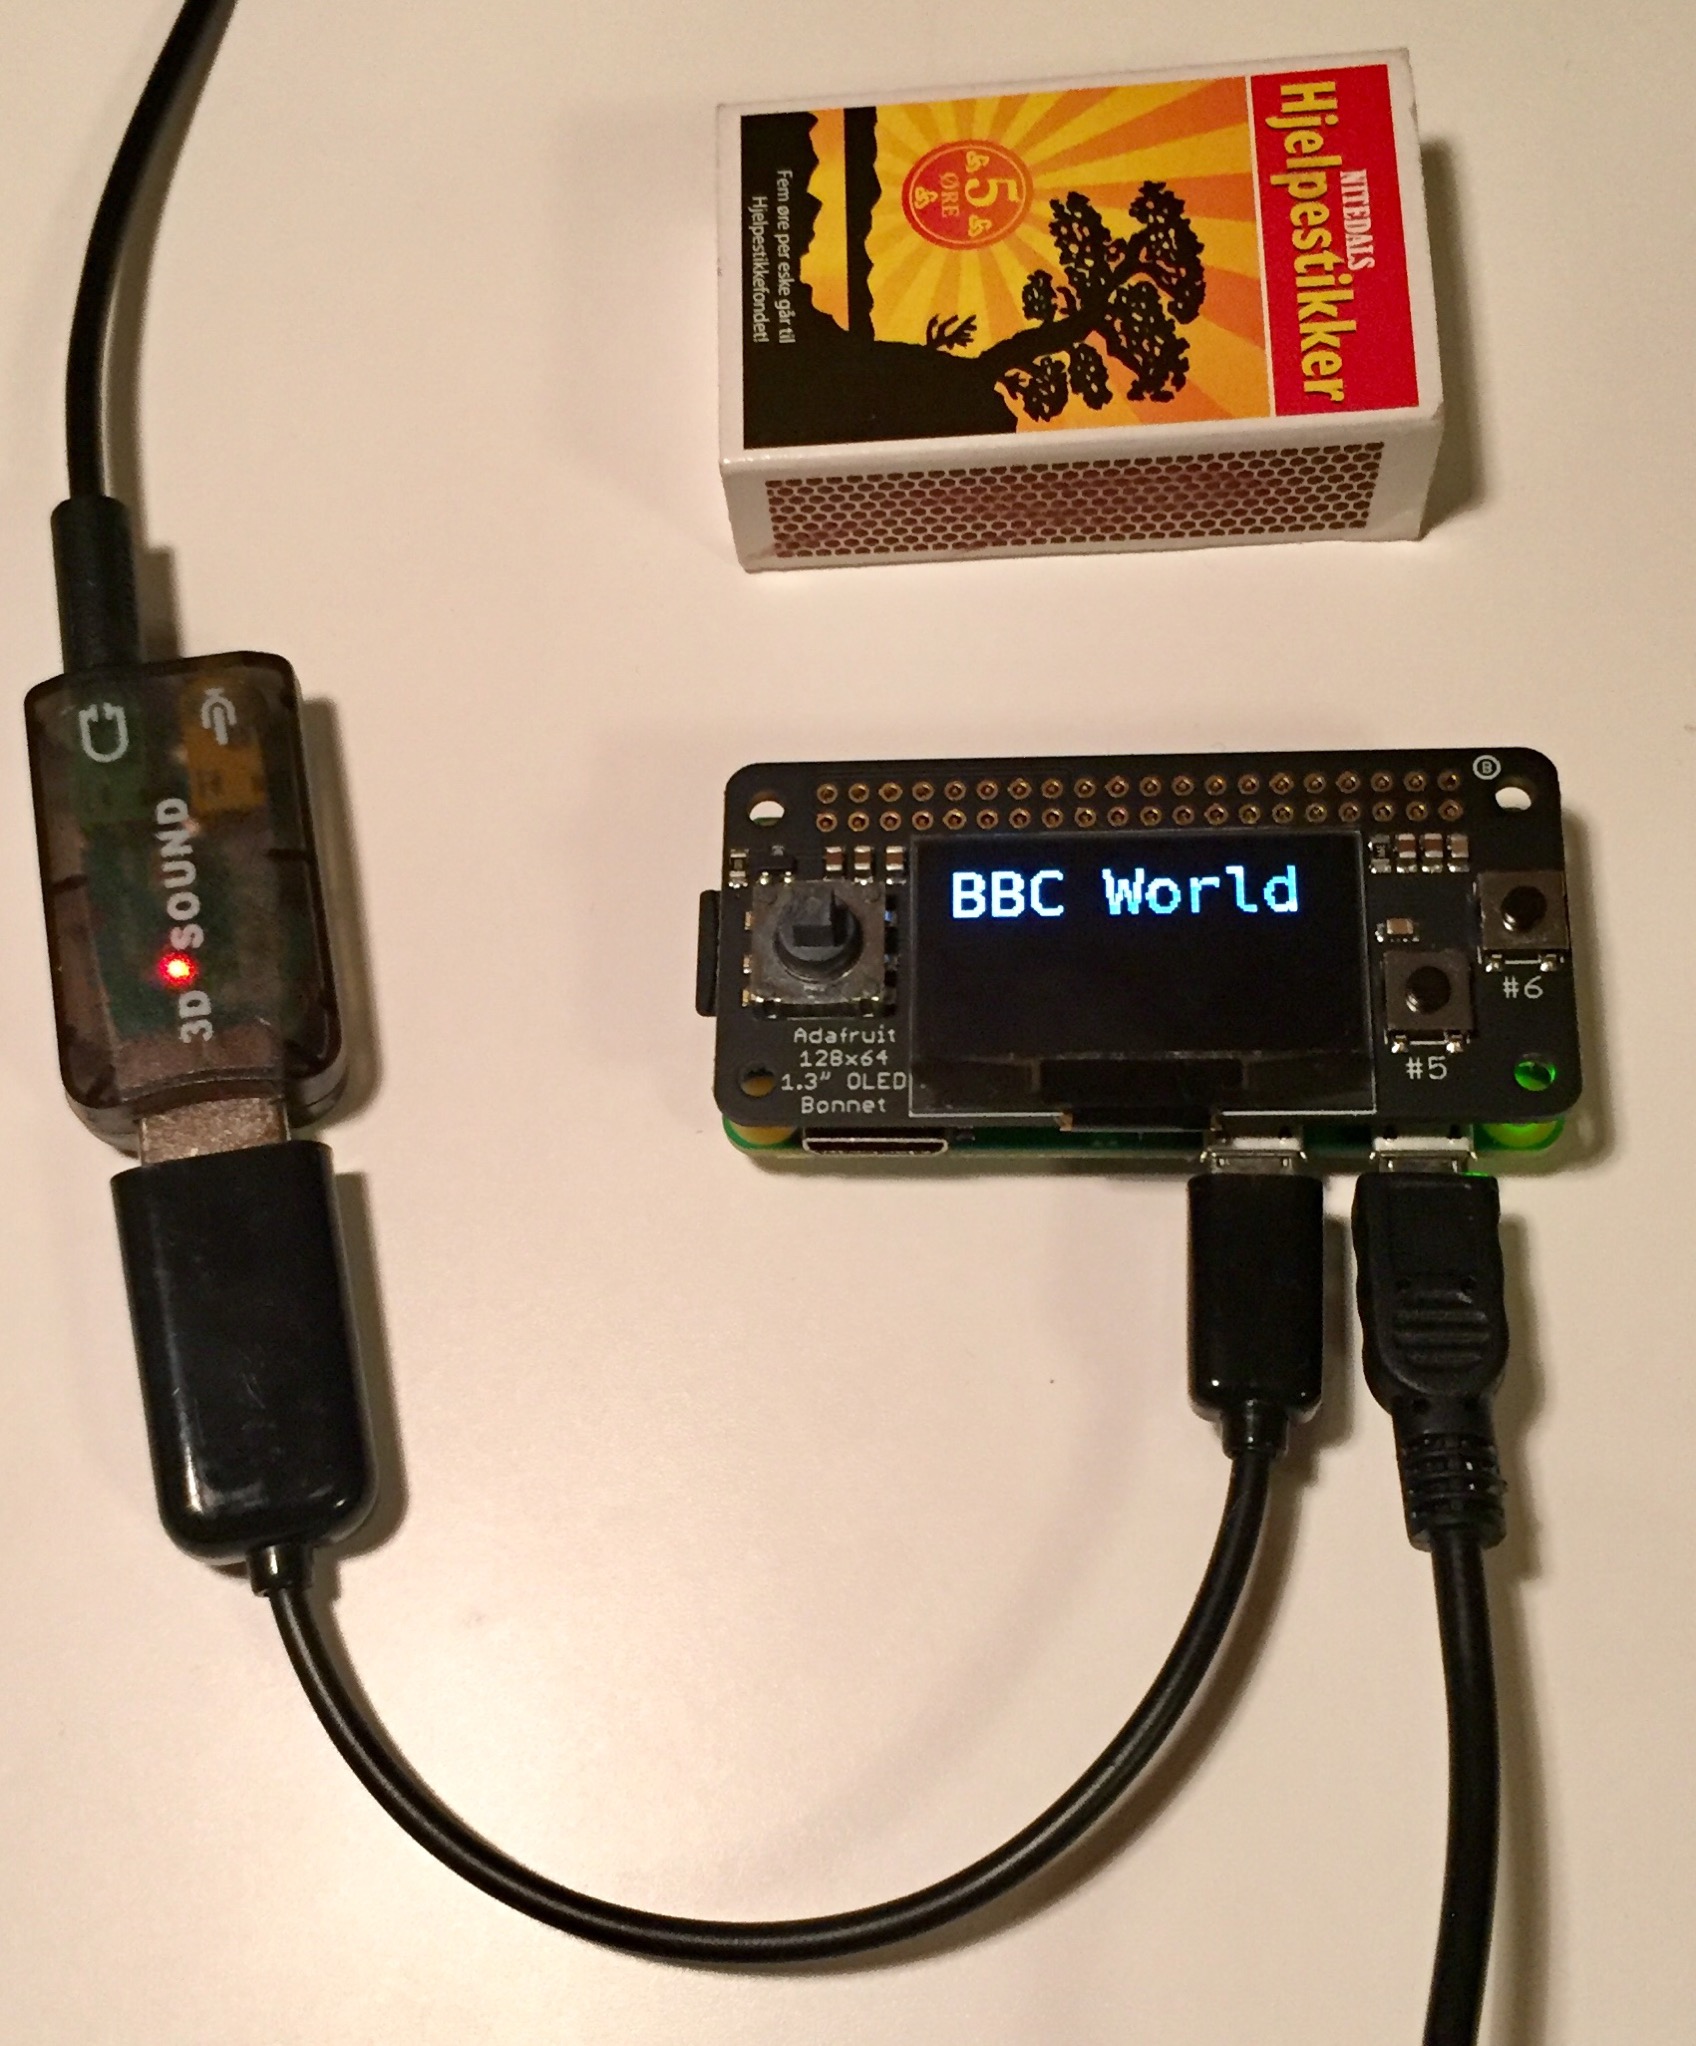 NITEDALS
Hjelpestikker
5
ØRE
Fem øre per eske går til
Hjelpestikkefondet!
3D SOUND
B
BBC World
#6
#5
Adafruit
128x64
1.3" OLED
Bonnet